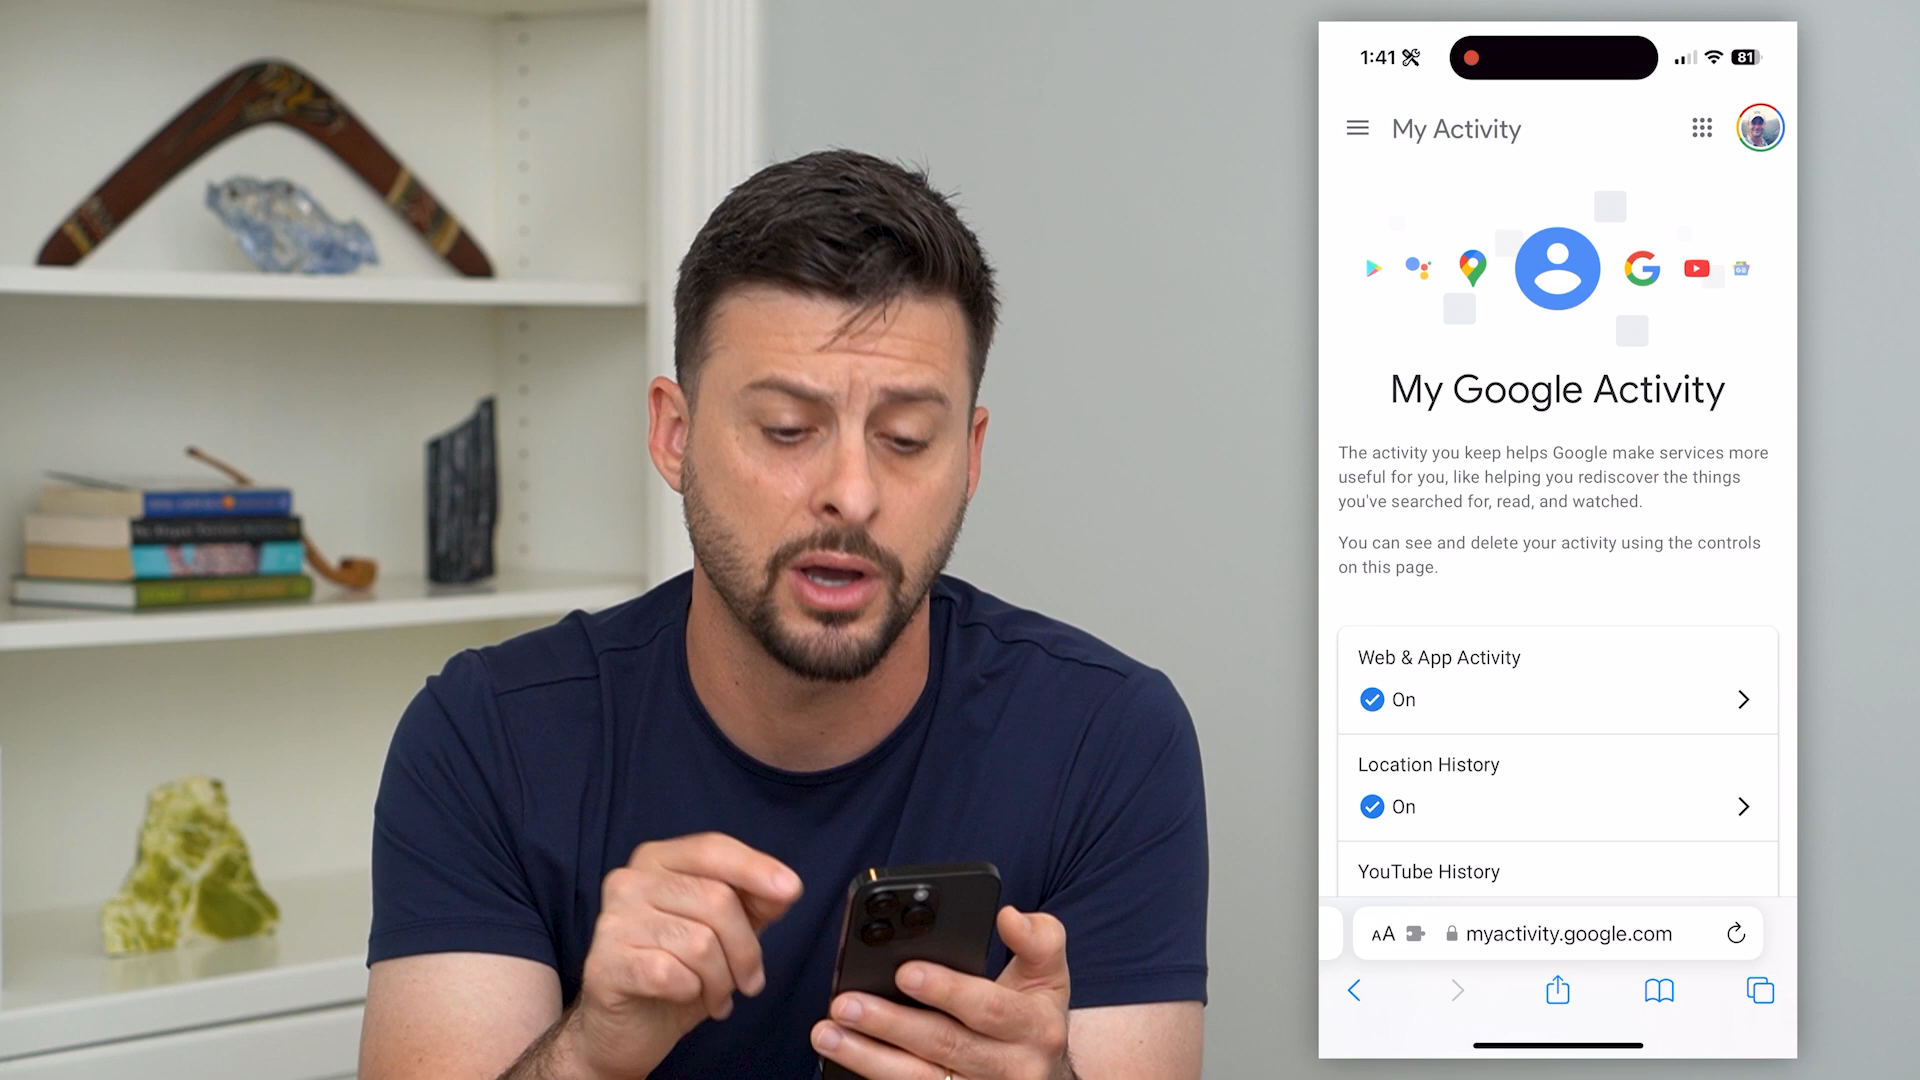 1:41
81
My Activity
My Google Activity
The activity you keep helps Google make services more
useful for you, like helping you rediscover the things
you've searched for, read, and watched.
You can see and delete your activity using the controls
on this page.
Web & App Activity
On
Location History
On
YouTube History
AA
myactivity.google.com